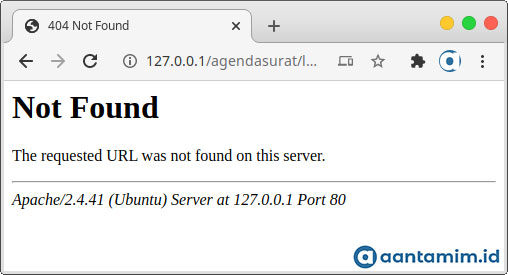 404 Not Found
127.0.0.1/agendasurat/l...
Not Found
The requested URL was not found on this server.
Apache/2.4.41 (Ubuntu) Server at 127.0.0.1 Port 80
aantamim.id